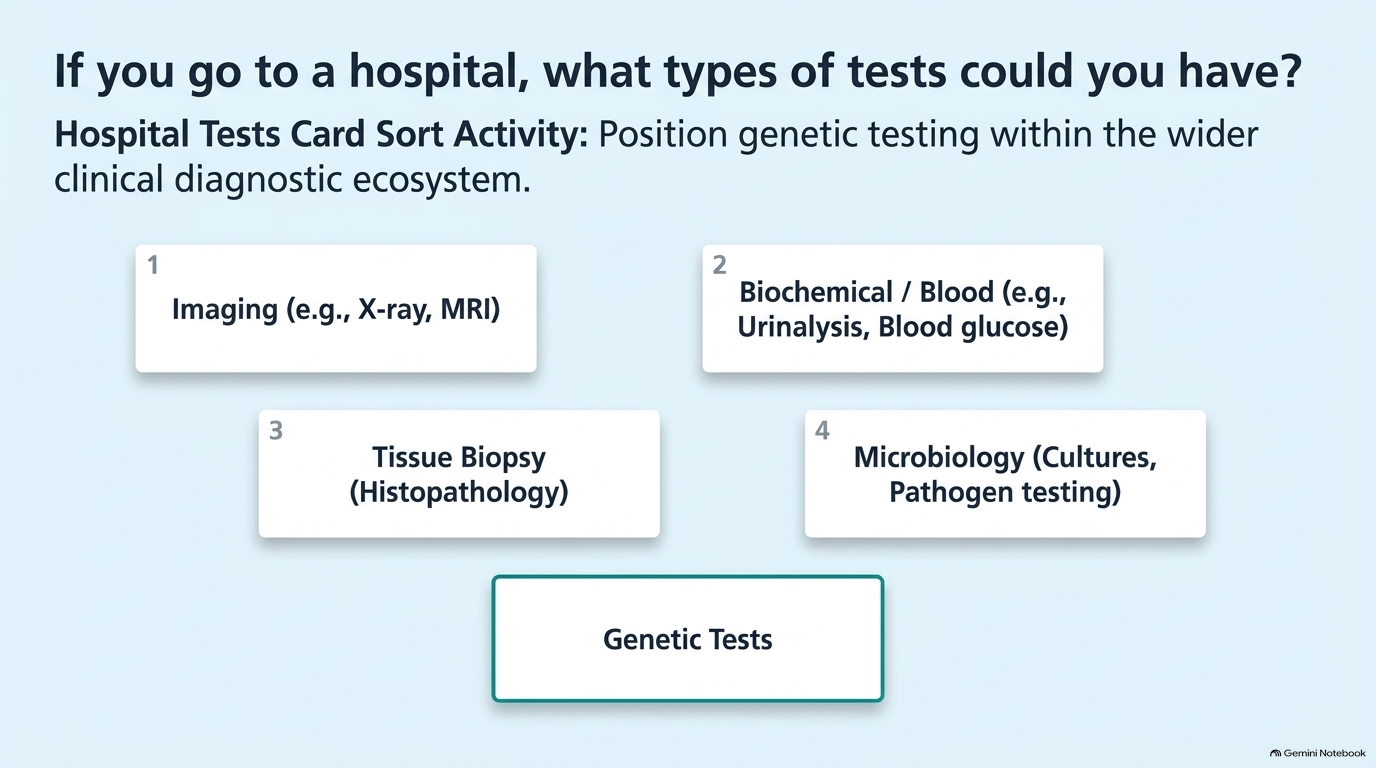 If you go to a hospital, what types of tests could you have?
Hospital Tests Card Sort Activity: Position genetic testing within the wider
clinical diagnostic ecosystem.
1
Imaging (e.g., X-ray, MRI)
2
Biochemical / Blood (e.g.,
Urinalysis, Blood glucose)
3
Tissue Biopsy
(Histopathology)
4
Microbiology (Cultures,
Pathogen testing)
Genetic Tests
Gemini Notebook